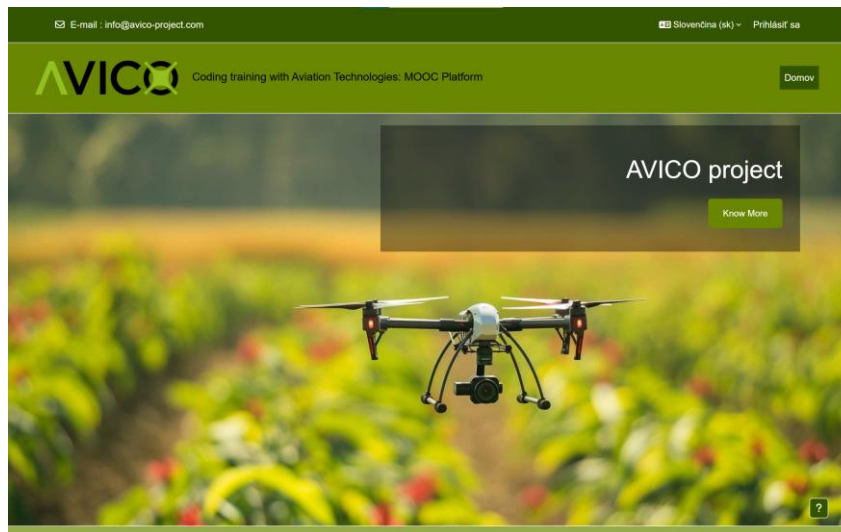 E-mail : info@avico-project.com
Slovenčina (sk)
Prihlásiť sa
AVICO
Coding training with Aviation Technologies: MOOC Platform
Domov
AVICO project
Know More
?